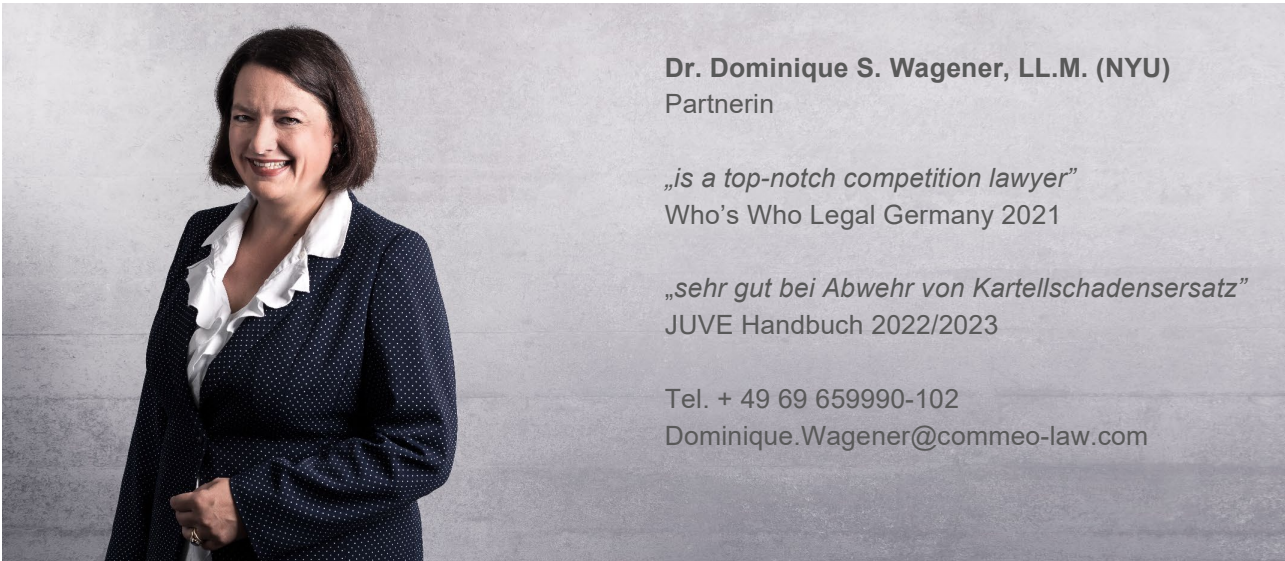 Dr. Dominique S. Wagener, LL.M. (NYU)
Partnerin
„is a top-notch competition lawyer”
Who’s Who Legal Germany 2021
„sehr gut bei Abwehr von Kartellschadensersatz”
JUVE Handbuch 2022/2023
Tel. + 49 69 659990-102
Dominique.Wagener@commeo-law.com